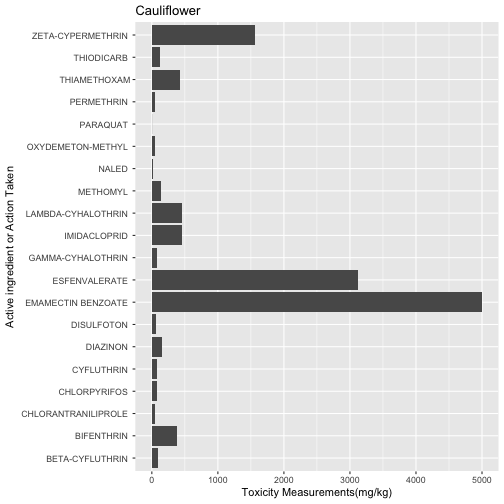 Cauliflower
Active ingredient or Action Taken
ZETA-CYPERMETHRIN
THIODICARB
THIAMETHOXAM
PERMETHRIN
PARAQUAT
OXYDEMETON-METHYL
NALED
METHOMYL
LAMBDA-CYHALOTHRIN
IMIDACLOPRID
GAMMA-CYHALOTHRIN
ESFENVALERATE
EMAMECTIN BENZOATE
DISULFOTON
DIAZINON
CYFLUTHRIN
CHLORPYRIFOS
CHLORANTRANILIPROLE
BIFENTHRIN
BETA-CYFLUTHRIN
0 1000 2000 3000 4000 5000
Toxicity Measurements(mg/kg)